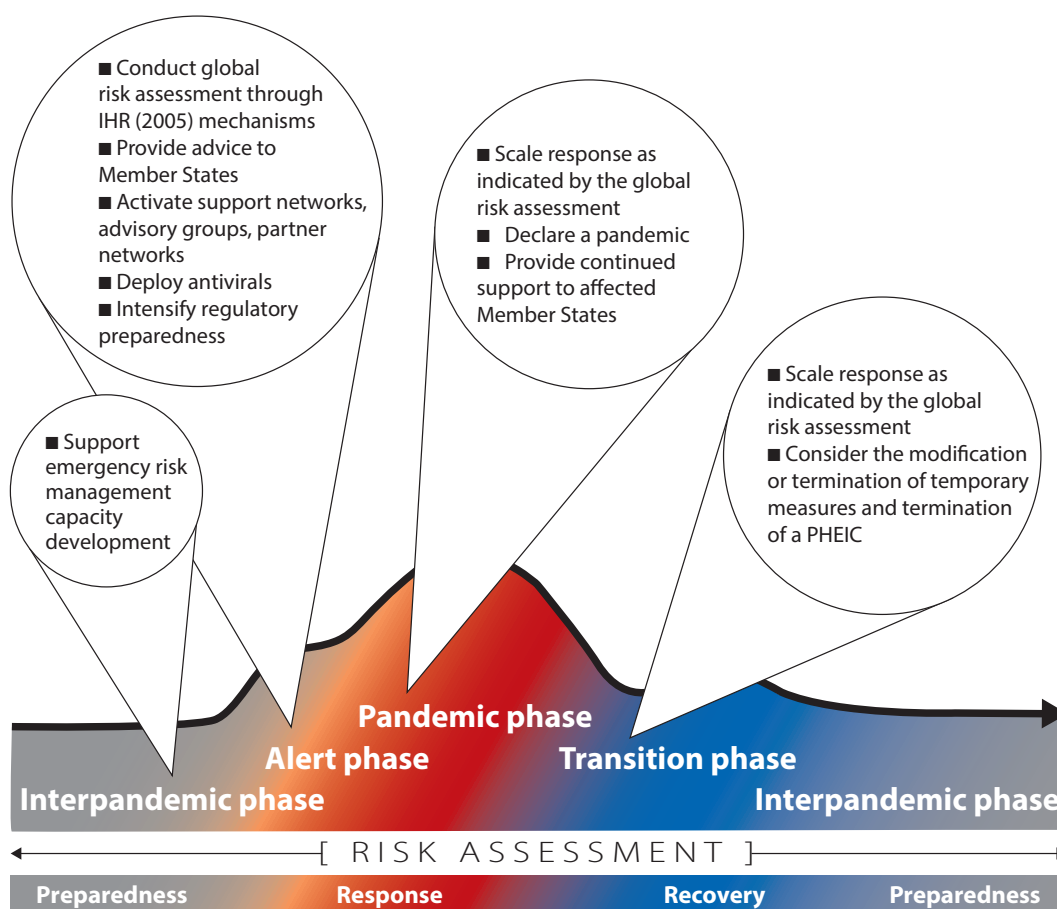 ■ Conduct global
risk assessment through
IHR (2005) mechanisms
■ Provide advice to
Member States
■ Activate support networks,
advisory groups, partner
networks
■ Deploy antivirals
■ Intensify regulatory
preparedness
■ Scale response as
indicated by the global
risk assessment
■ Declare a pandemic
■ Provide continued
support to affected
Member States
■ Scale response as
indicated by the global
risk assessment
■ Consider the modification
or termination of temporary
measures and termination
of a PHEIC
■ Support
emergency risk
management
capacity
development
Pandemic phase
Alert phase
Transition phase
Interpandemic phase
Interpandemic phase
[ RISK ASSESSMENT ]
Preparedness
Response
Recovery
Preparedness